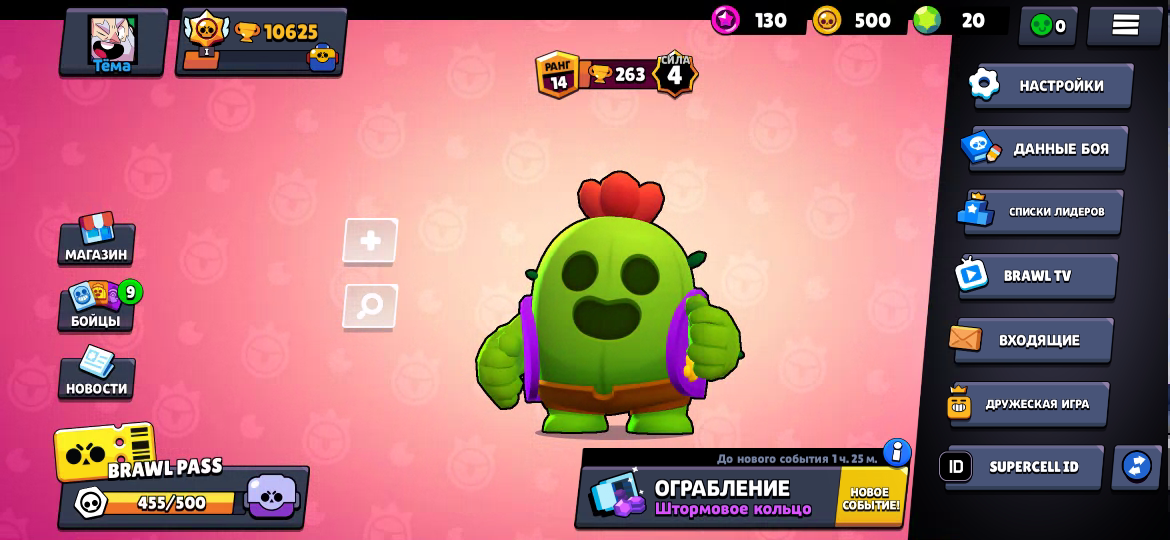 Тёма
I
10625
130
500
20
0
РАНГ
14
263
СИЛА
4
МАГАЗИН
9
БОЙЦЫ
НОВОСТИ
BRAWL PASS
455/500
До нового события 1 ч. 25 м.
i
ОГРАБЛЕНИЕ
Штормовое кольцо
НОВОЕ
СОБЫТИЕ!
НАСТРОЙКИ
ДАННЫЕ БОЯ
СПИСКИ ЛИДЕРОВ
BRAWL TV
ВХОДЯЩИЕ
ДРУЖЕСКАЯ ИГРА
ID
SUPERCELL ID